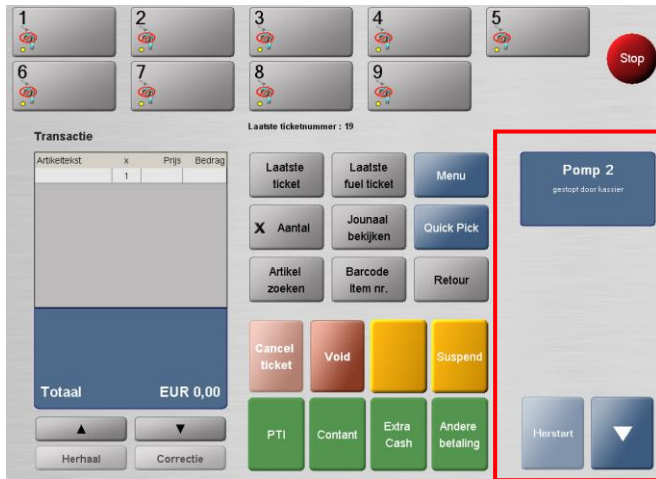 1
2
3
4
5
Stop
6
7
8
9
Laatste ticketnummer : 19
Transactie
Artikeltekst x Prijs Bedrag
1
Totaal EUR 0,00
Herhaal
Correctie
Laatste
ticket
Laatste
fuel ticket
Menu
X Aantal
Jounaal
bekijken
Quick Pick
Artikel
zoeken
Barcode
Item nr.
Retour
Cancel
ticket
Void
Suspend
PTI
Contant
Extra
Cash
Andere
betaling
Pomp 2
gestopt door kassier
Herstart